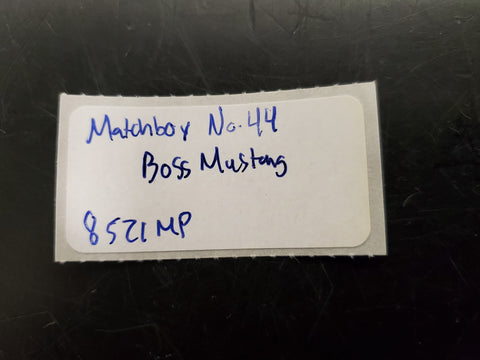 Matchbox No.44
Boss Mustang
8521MP